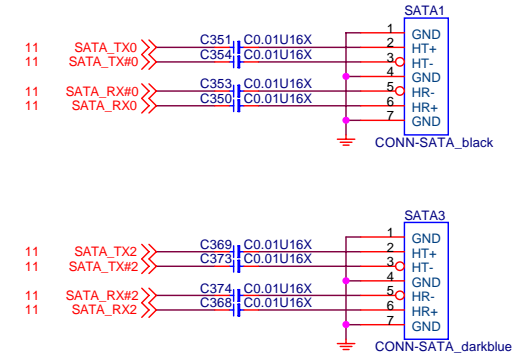 SATA1
C351 C0.01U16X 1 GND
11 SATA_TX0 2 HT+
11 SATA_TX#0 C354 C0.01U16X 3 HT-
4 GND
11 SATA_RX#0 C353 C0.01U16X 5 HR-
11 SATA_RX0 C350 C0.01U16X 6 HR+
7 GND
CONN-SATA_black
SATA3
C369 C0.01U16X 1 GND
11 SATA_TX2 2 HT+
11 SATA_TX#2 C373 C0.01U16X 3 HT-
4 GND
11 SATA_RX#2 C374 C0.01U16X 5 HR-
11 SATA_RX2 C368 C0.01U16X 6 HR+
7 GND
CONN-SATA_darkblue